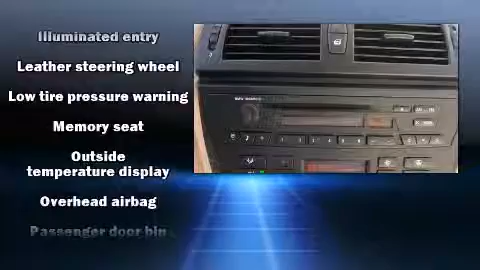 Illuminated entry
Leather steering wheel
Low tire pressure warning
Memory seat
Outside
temperature display
Overhead airbag
Passenger door bin